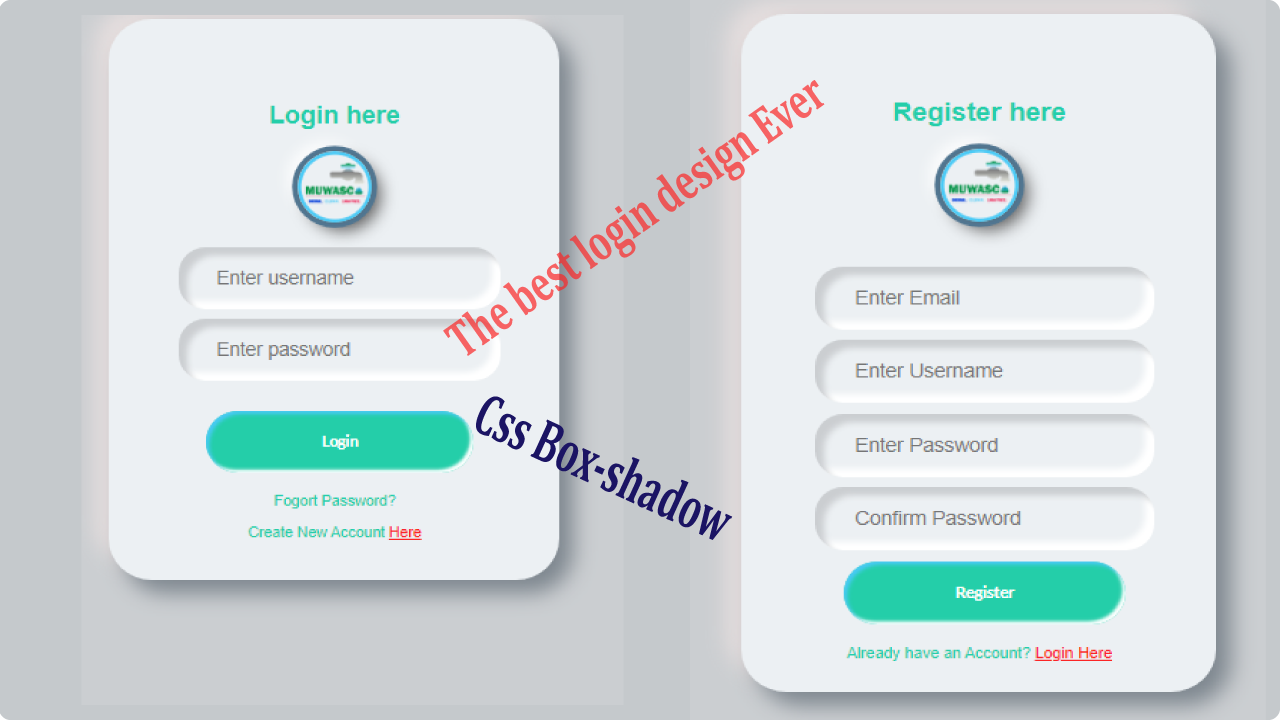 Login here
MUWASC
Enter username
Enter password
Login
Fogort Password?
Create New Account Here
The best login design Ever
Css Box-shadow
Register here
MUWASC
Enter Email
Enter Username
Enter Password
Confirm Password
Register
Already have an Account? Login Here